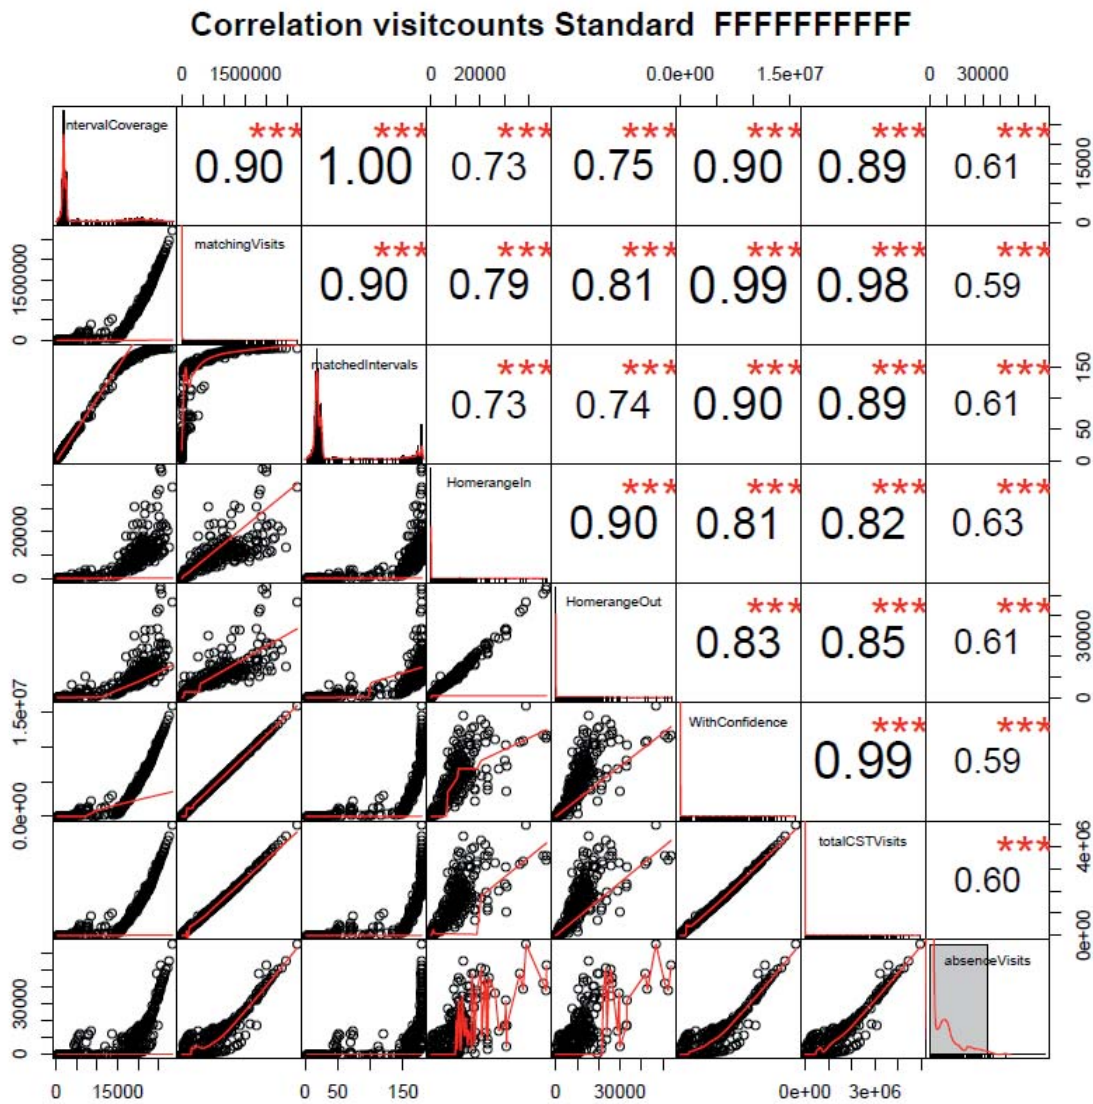 Correlation visitcounts Standard FFFFFFFFFF
0 1500000 0 20000 0.0e+00 1.5e+07 0 30000
ntervalCoverage *** 0.90 *** 1.00 *** 0.73 *** 0.75 *** 0.90 *** 0.89 *** 0.61 0 15000
0 1500000 matchingVisits *** 0.90 *** 0.79 *** 0.81 *** 0.99 *** 0.98 *** 0.59
matchedIntervals *** 0.73 *** 0.74 *** 0.90 *** 0.89 *** 0.61 0 50 150
0 20000 HomerangeIn *** 0.90 *** 0.81 *** 0.82 *** 0.63
HomerangeOut *** 0.83 *** 0.85 *** 0.61 0 30000
0.0e+00 1.5e+07 WithConfidence *** 0.99 *** 0.59
totalCSTVisits *** 0.60 0e+00 4e+06
0 30000 absenceVisits
0 15000 0 50 150 0 30000 0e+00 3e+06